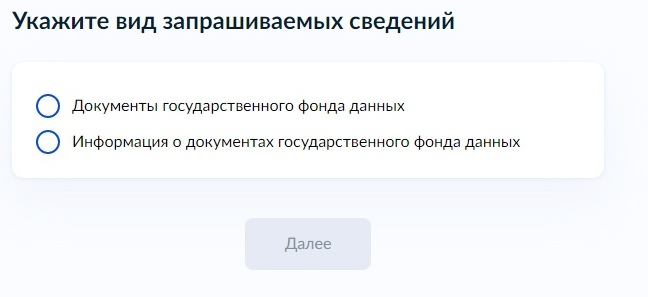 Укажите вид запрашиваемых сведений
Документы государственного фонда данных
Информация о документах государственного фонда данных
Далее